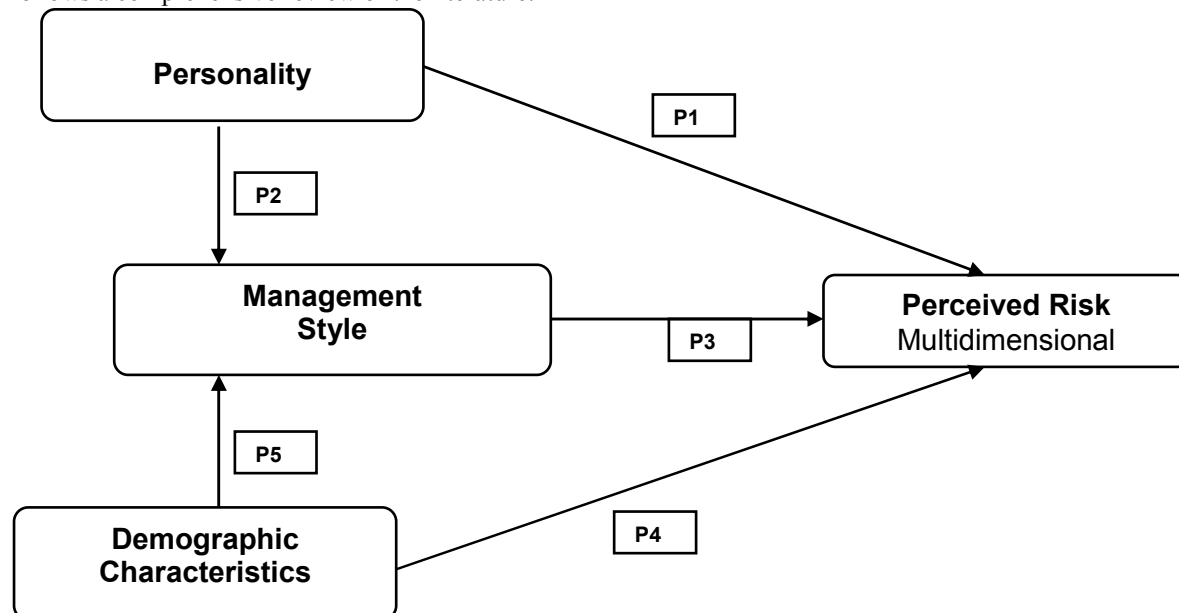 Personality
P1
P2
Management
Style
Perceived Risk
Multidimensional
P3
P5
Demographic
Characteristics
P4